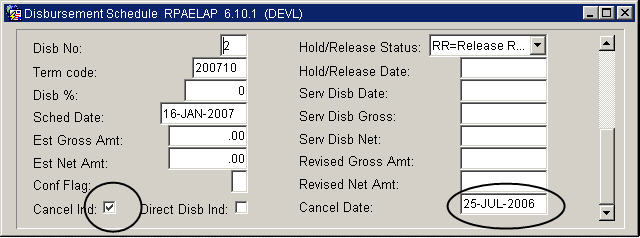 Disbursement Schedule RPAELAP 6.10.1 (DEVL)
Disb No: 2 Hold/Release Status: RR=Release R...
Term code: 200710 Hold/Release Date:
Disb %: 0 Serv Disb Date:
Sched Date: 16-JAN-2007 Serv Disb Gross:
Est Gross Amt: .00 Serv Disb Net:
Est Net Amt: .00 Revised Gross Amt:
Conf Flag: Revised Net Amt:
Cancel Ind: Direct Disb Ind: Cancel Date: 25-JUL-2006